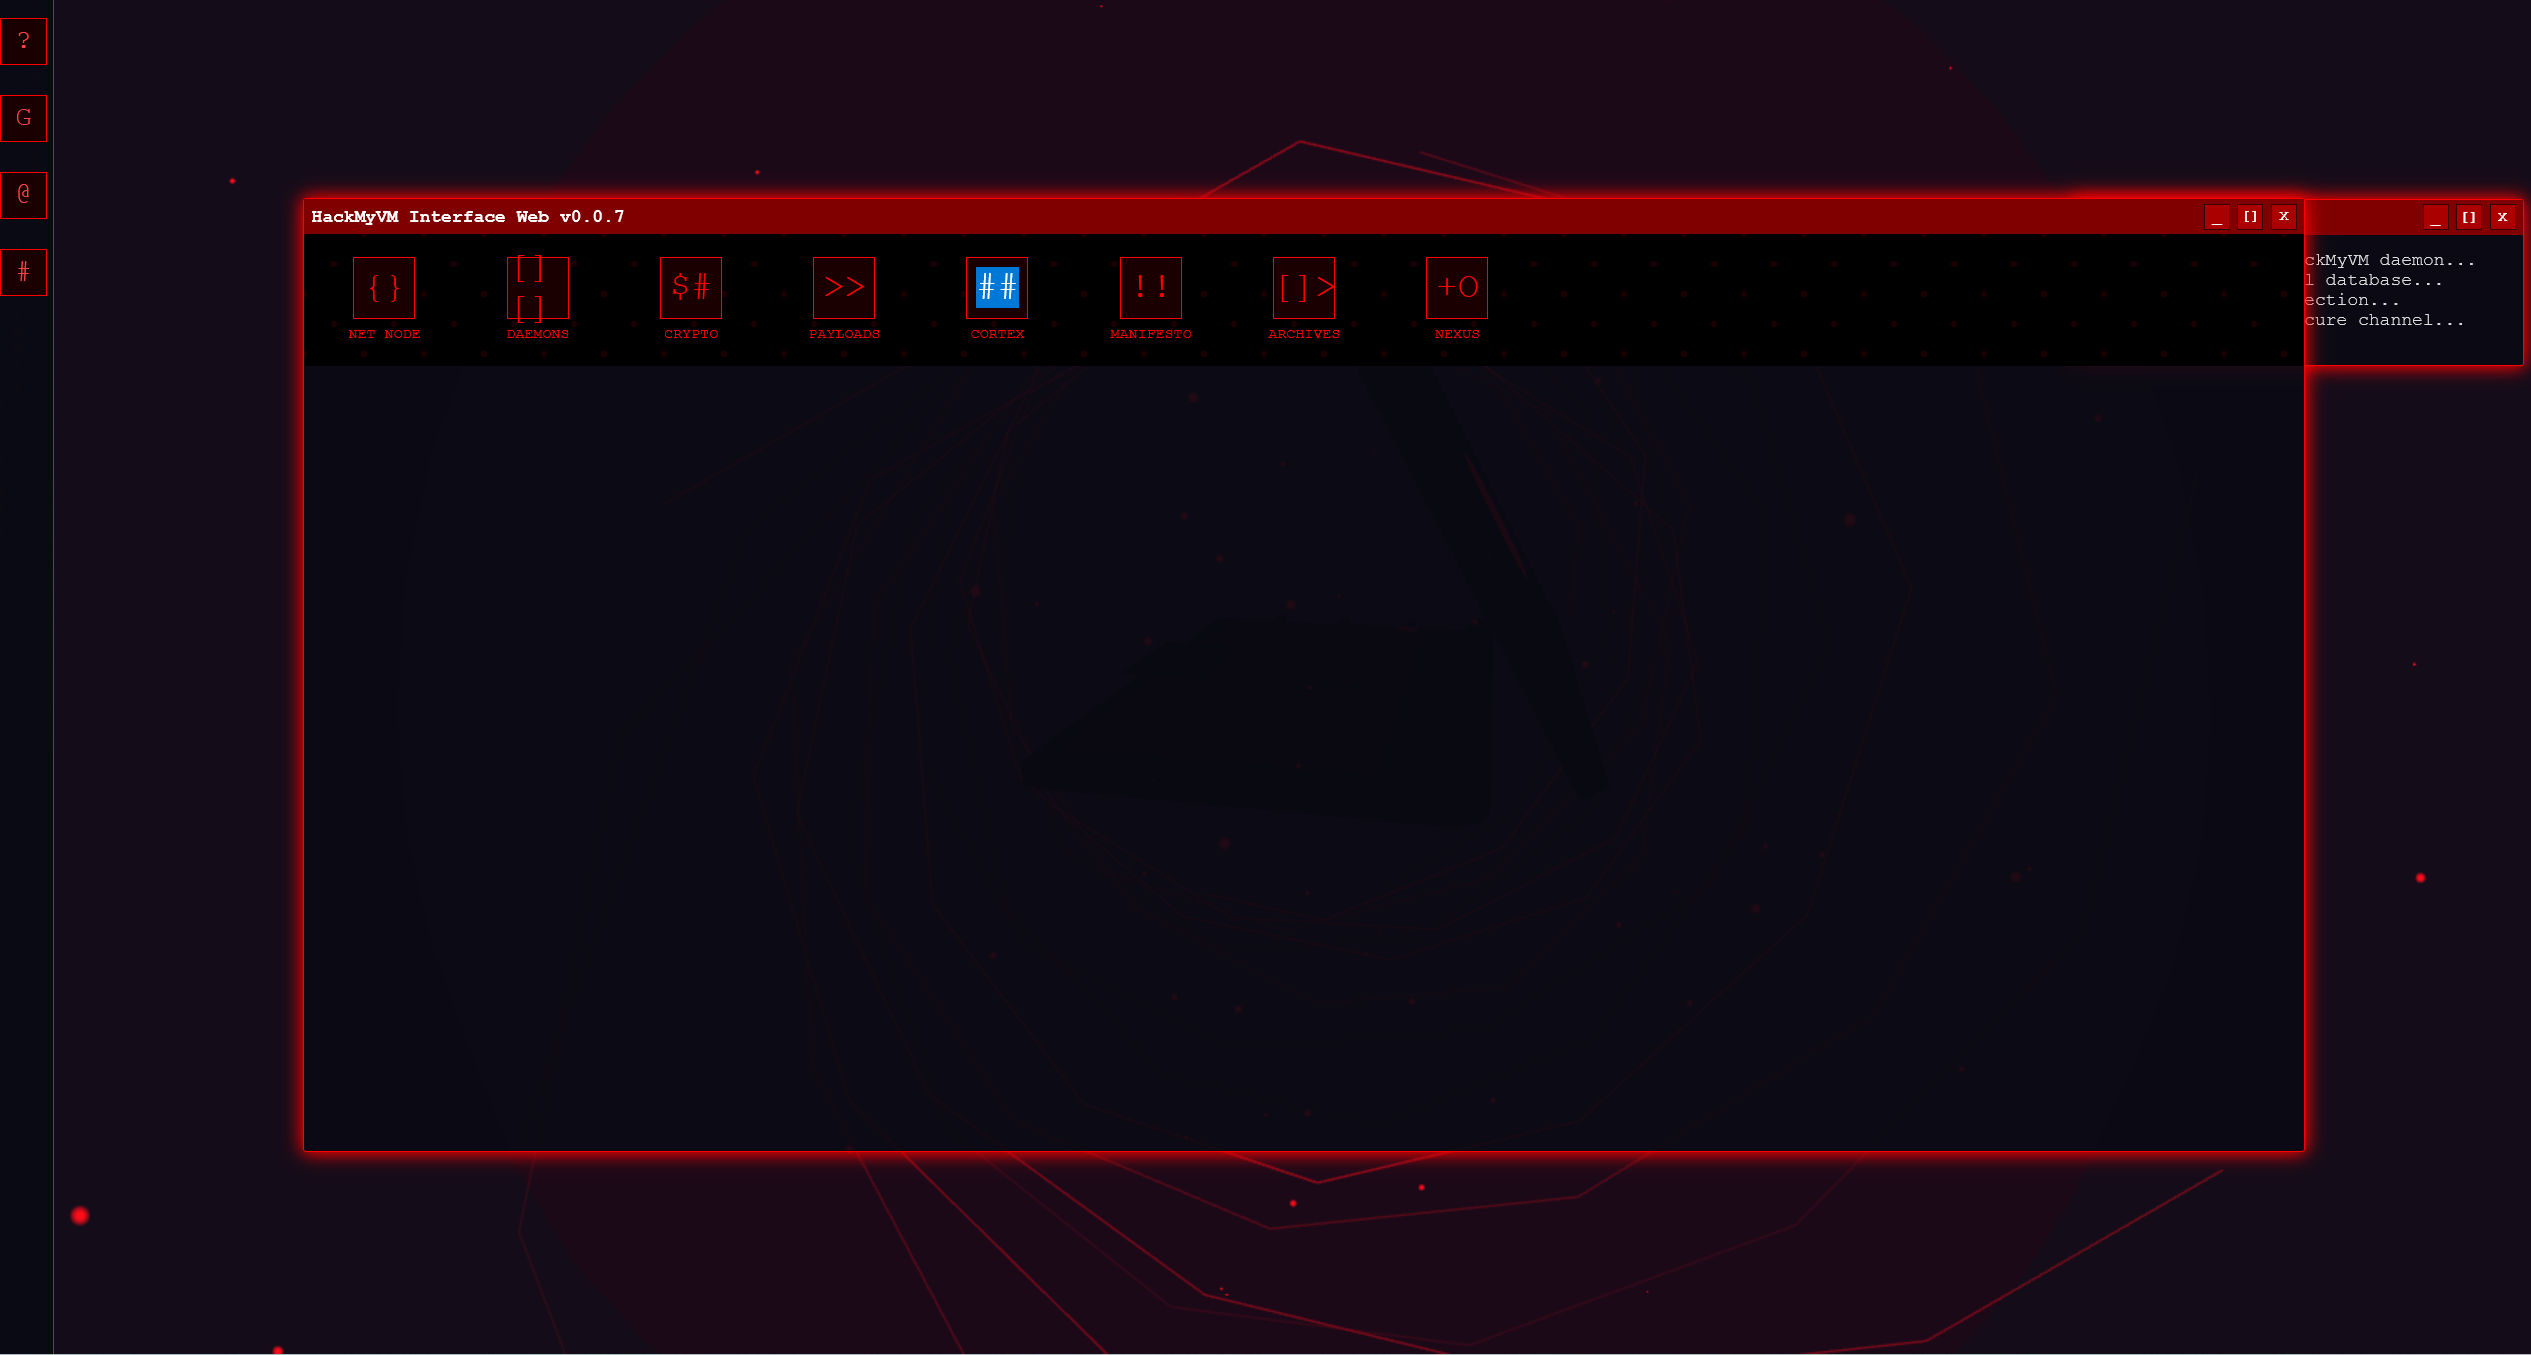 ?
G
@
#
HackMyVM Interface Web v0.0.7
_ [] X
_ [] X
{}
[]
[]
$#
>>
##
!!
[]>
+O
NET NODE
DAEMONS
CRYPTO
PAYLOADS
CORTEX
MANIFESTO
ARCHIVES
NEXUS
ckMyVM daemon...
l database...
ection...
cure channel...